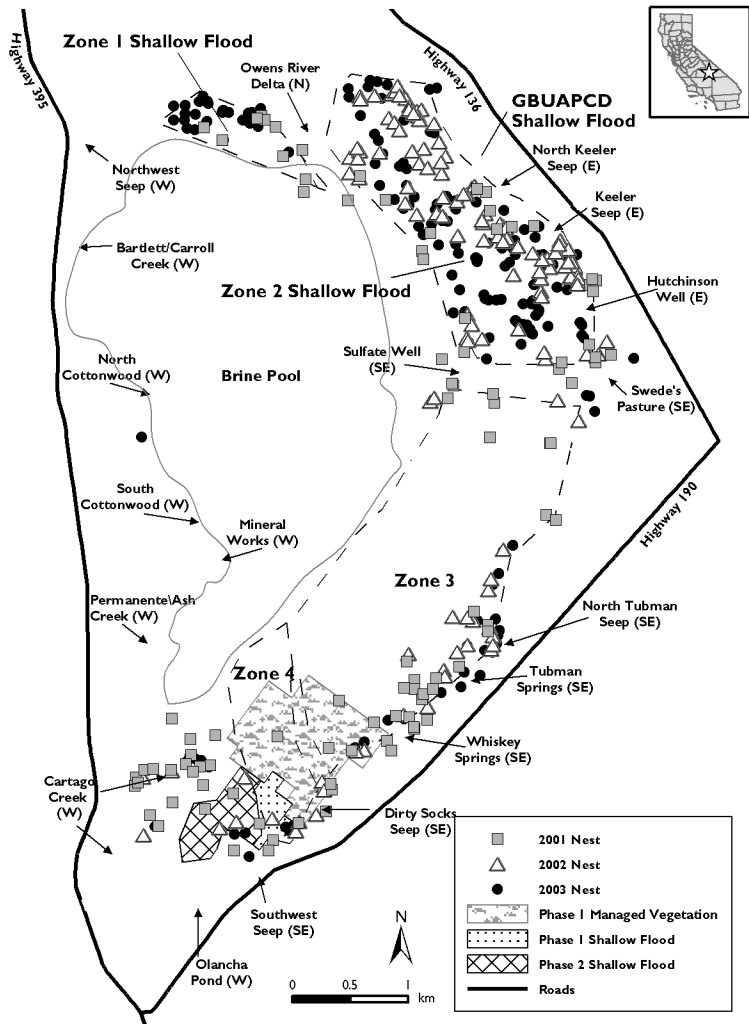 Zone 1 Shallow Flood
Highway 395
Owens River
Delta (N)
Highway 136
GBUAPCD
Shallow Flood
North Keeler
Seep (E)
Northwest
Seep (W)
Keeler
Seep (E)
Bartlett/Carroll
Creek (W)
Zone 2 Shallow Flood
Hutchinson
Well (E)
North
Cottonwood (W)
Brine Pool
Sulfate Well
(SE)
Swede's
Pasture (SE)
South
Cottonwood (W)
Mineral
Works (W)
Highway 190
Zone 3
Permanente\Ash
Creek (W)
North Tubman
Seep (SE)
Zone 4
Tubman
Springs (SE)
Whiskey
Springs (SE)
Cartago
Creek
(W)
Dirty Socks
Seep (SE)
Southwest
Seep (SE)
Olancha
Pond (W)
N
0 0.5 1
km
2001 Nest
2002 Nest
2003 Nest
Phase 1 Managed Vegetation
Phase 1 Shallow Flood
Phase 2 Shallow Flood
Roads